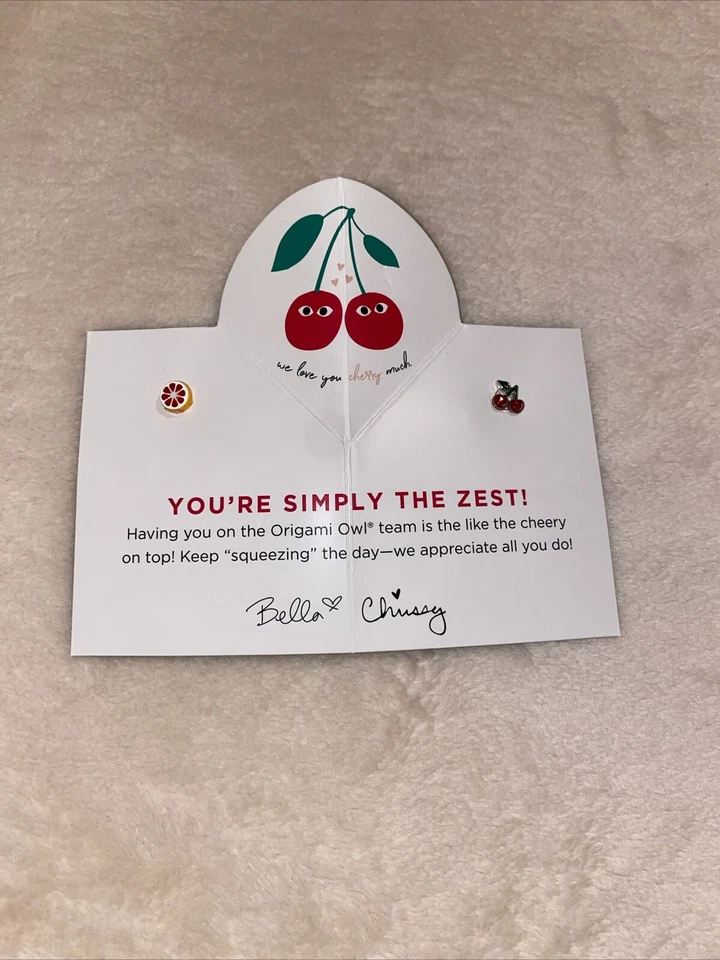 we love you cherry much.
YOU'RE SIMPLY THE ZEST!
Having you on the Origami Owl® team is the like the cheery
on top! Keep “squeezing” the day—we appreciate all you do!
Bella Chrissy